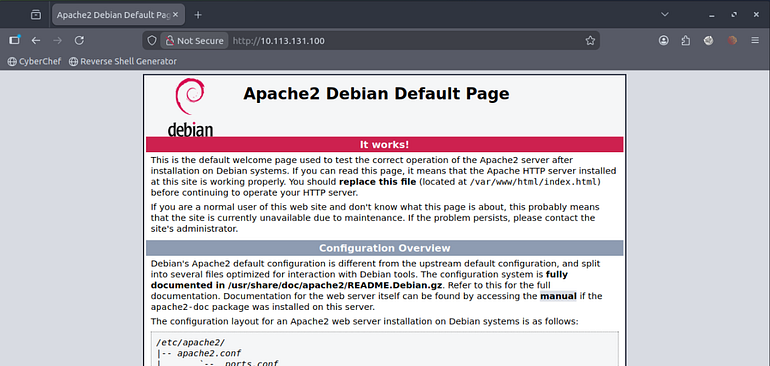 Apache2 Debian Default Pag
Not Secure http://10.113.131.100
CyberChef Reverse Shell Generator
debian
Apache2 Debian Default Page
It works!
This is the default welcome page used to test the correct operation of the Apache2 server after
installation on Debian systems. If you can read this page, it means that the Apache HTTP server installed
at this site is working properly. You should replace this file (located at /var/www/html/index.html)
before continuing to operate your HTTP server.
If you are a normal user of this web site and don't know what this page is about, this probably means
that the site is currently unavailable due to maintenance. If the problem persists, please contact the
site's administrator.
Configuration Overview
Debian's Apache2 default configuration is different from the upstream default configuration, and split
into several files optimized for interaction with Debian tools. The configuration system is fully
documented in /usr/share/doc/apache2/README.Debian.gz. Refer to this for the full
documentation. Documentation for the web server itself can be found by accessing the manual if the
apache2-doc package was installed on this server.
The configuration layout for an Apache2 web server installation on Debian systems is as follows:
/etc/apache2/
|-- apache2.conf
| `-- ports.conf